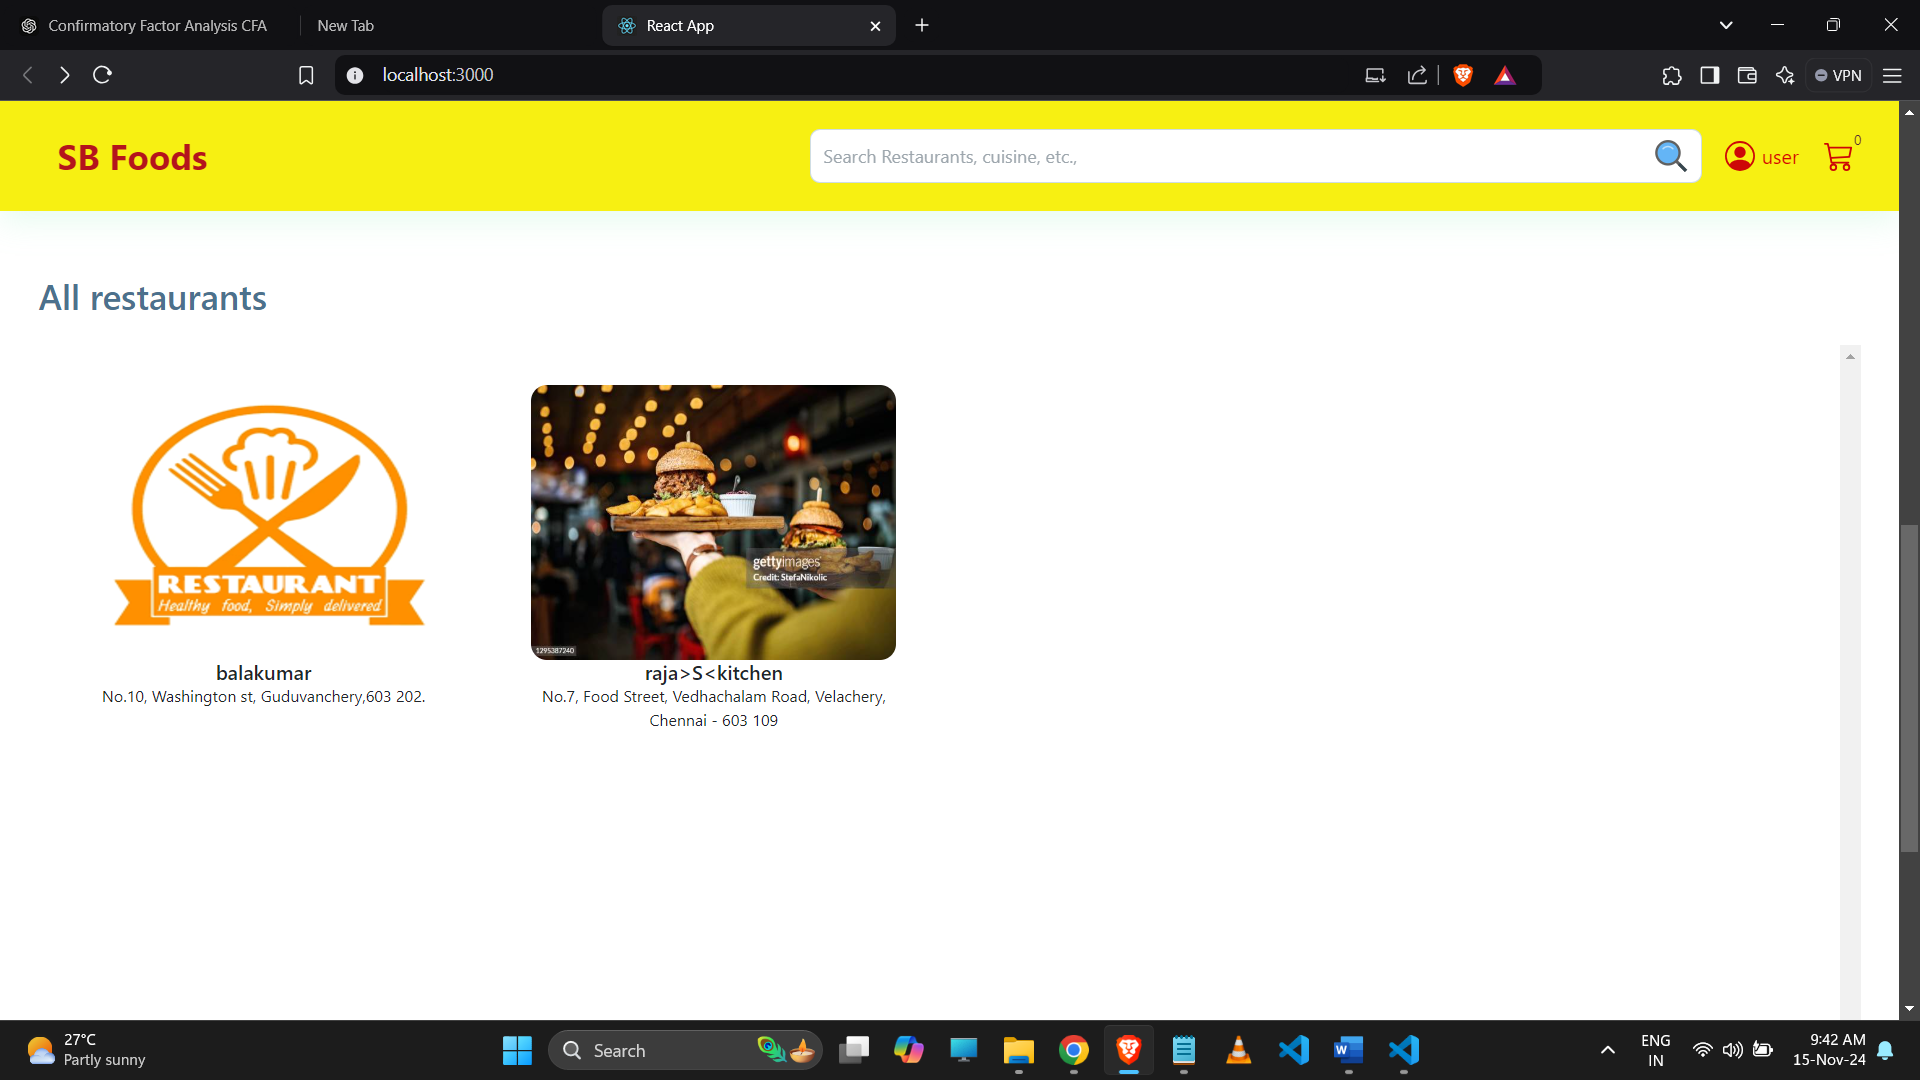 Confirmatory Factor Analysis CFA
New Tab
React App
localhost:3000
VPN
SB Foods
Search Restaurants, cuisine, etc.,
user
0
All restaurants
RESTAURANT
Healthy food, Simply delivered
gettyimages
Credit: StefaNikolic
1295387240
balakumar
raja>S<kitchen
No.10, Washington st, Guduvanchery,603 202.
No.7, Food Street, Vedhachalam Road, Velachery,
Chennai - 603 109
27°C
Partly sunny
Search
W
ENG
IN
9:42 AM
15-Nov-24